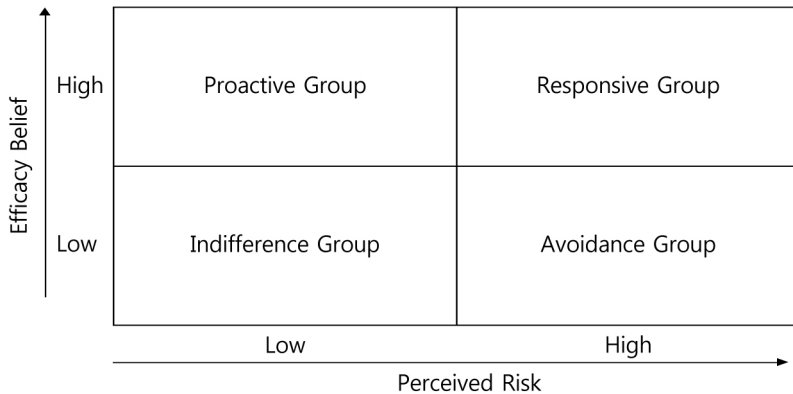 Efficacy Belief
High
Proactive Group
Responsive Group
Low
Indifference Group
Avoidance Group
Low
High
Perceived Risk